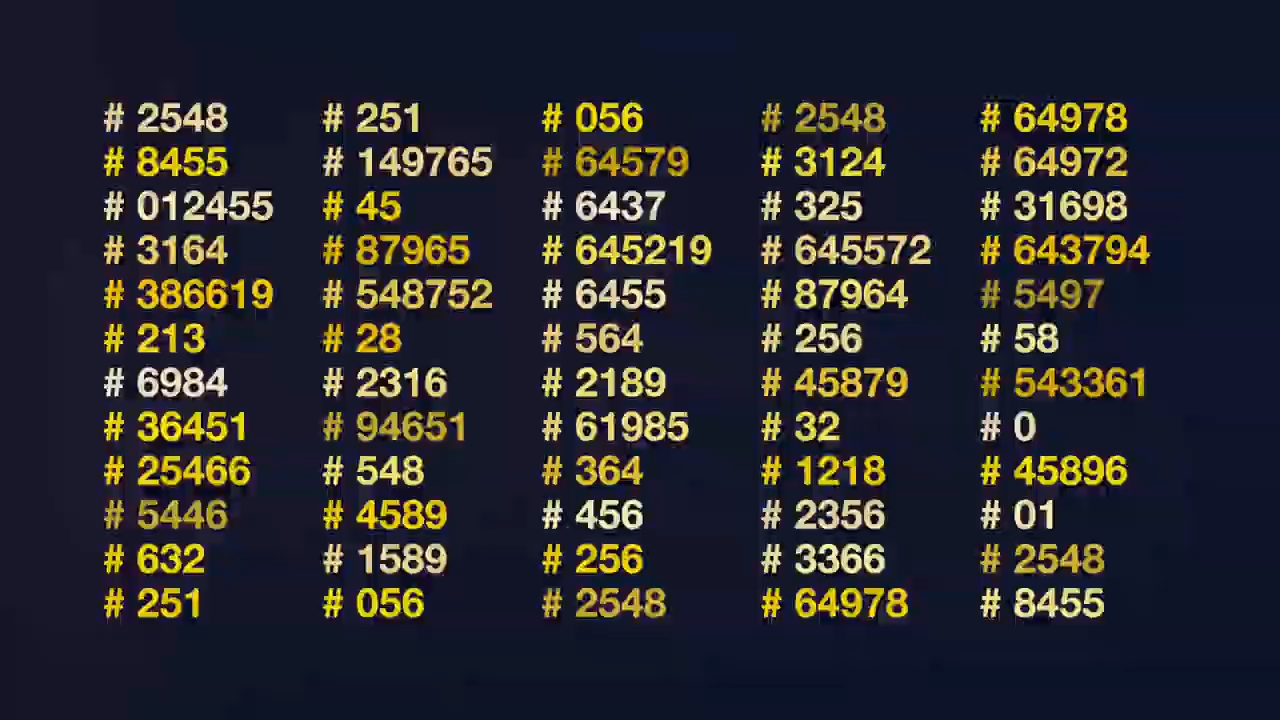 # 2548 # 251 # 056 # 2548 # 64978
# 8455 # 149765 # 64579 # 3124 # 64972
# 012455 # 45 # 6437 # 325 # 31698
# 3164 # 87965 # 645219 # 645572 # 643794
# 386619 # 548752 # 6455 # 87964 # 5497
# 213 # 28 # 564 # 256 # 58
# 6984 # 2316 # 2189 # 45879 # 543361
# 36451 # 94651 # 61985 # 32 # 0
# 25466 # 548 # 364 # 1218 # 45896
# 5446 # 4589 # 456 # 2356 # 01
# 632 # 1589 # 256 # 3366 # 2548
# 251 # 056 # 2548 # 64978 # 8455